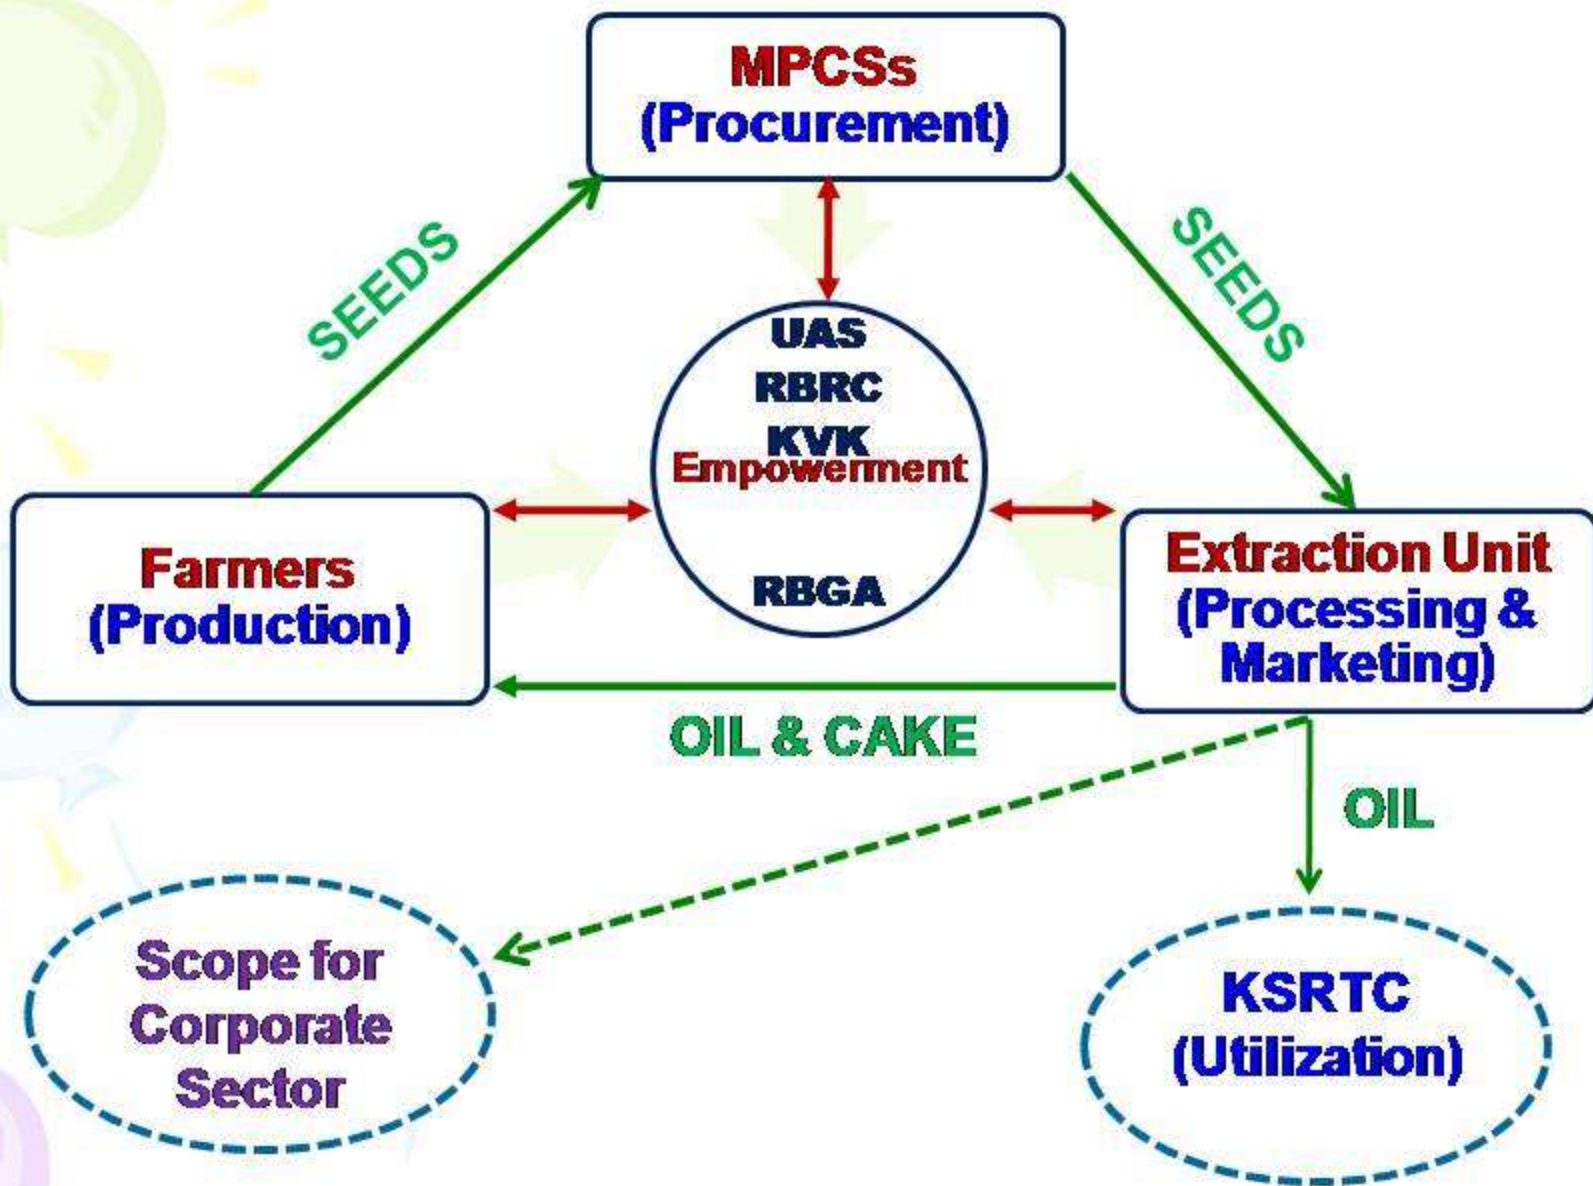 MPCSs
(Procurement)
SEEDS
SEEDS
UAS
RBRC
KVK
Empowerment
RBGA
Farmers
(Production)
Extraction Unit
(Processing &
Marketing)
OIL & CAKE
OIL
Scope for
Corporate
Sector
KSRTC
(Utilization)